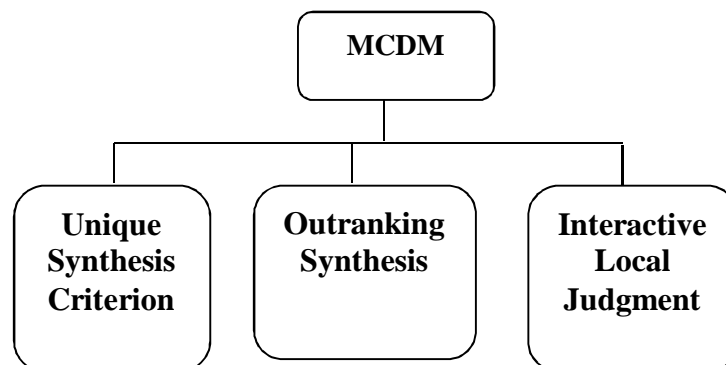 MCDM
Unique
Synthesis
Criterion
Outranking
Synthesis
Interactive
Local
Judgment